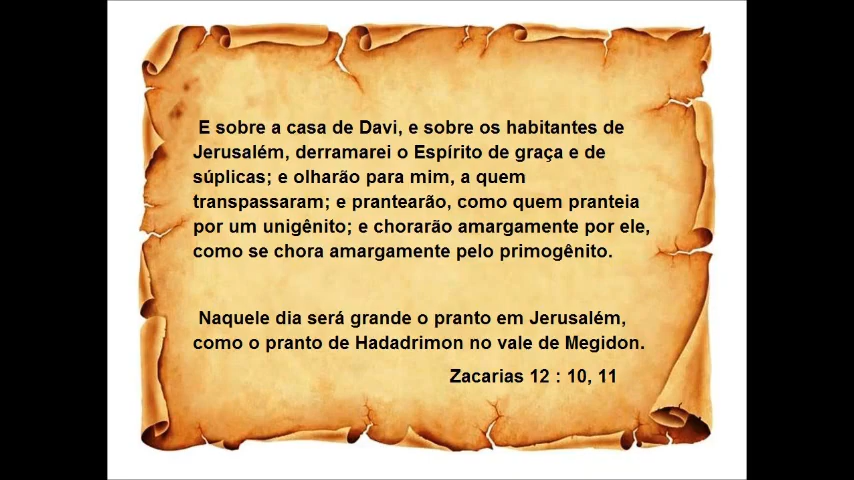 E sobre a casa de Davi, e sobre os habitantes de
Jerusalém, derramarei o Espírito de graça e de
súplicas; e olharão para mim, a quem
transpassaram; e prantearão, como quem pranteia
por um unigênito; e chorarão amargamente por ele,
como se chora amargamente pelo primogênito.
Naquele dia será grande o pranto em Jerusalém,
como o pranto de Hadadrimon no vale de Megidon.
Zacarias 12 : 10, 11